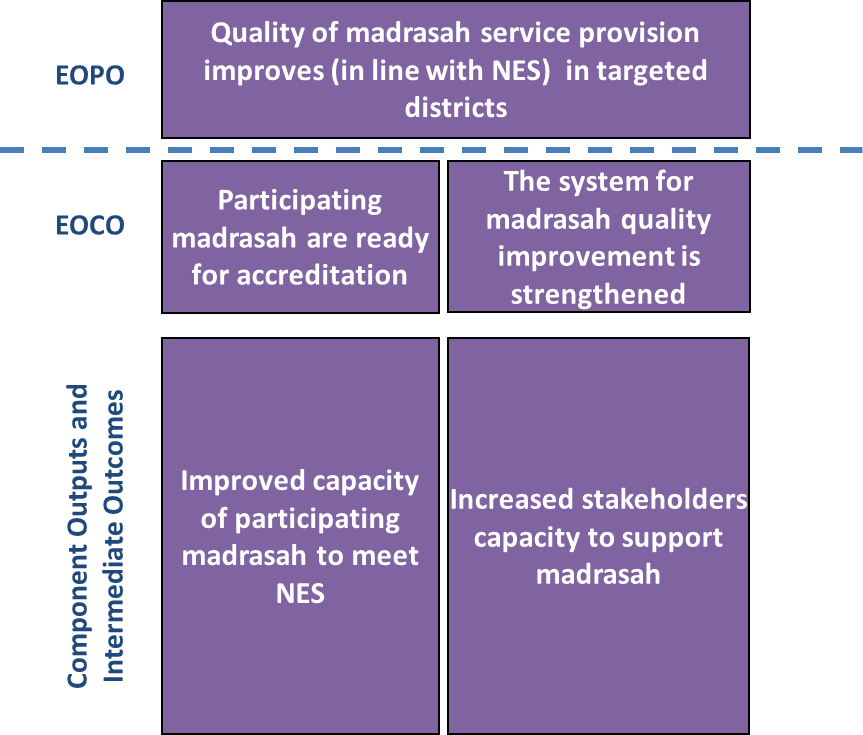 EOPO
Quality of madrasah service provision
improves (in line with NES)  in targeted
districts
EOCO
Participating
madrasah are ready
for accreditation
The system for
madrasah quality
improvement is
strengthened
Component Outputs and
Intermediate Outcomes
Improved capacity
of participating
madrasah to meet
NES
Increased stakeholders
capacity to support
madrasah